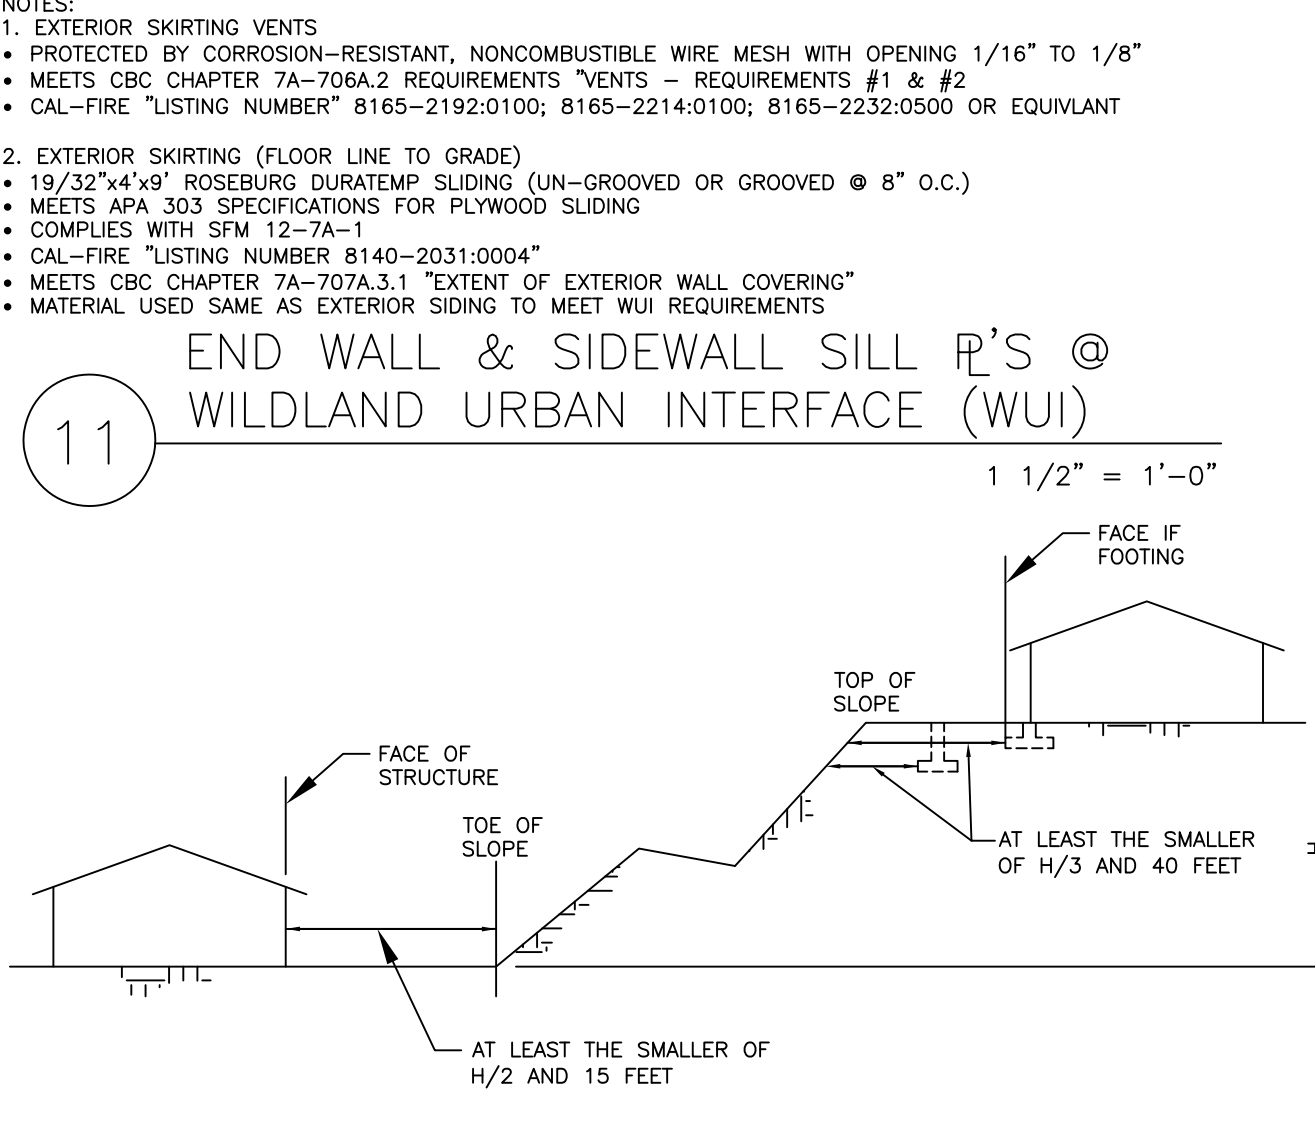 NOTES:
1. EXTERIOR SKIRTING VENTS
• PROTECTED BY CORROSION-RESISTANT, NONCOMBUSTIBLE WIRE MESH WITH OPENING 1/16" TO 1/8"
• MEETS CBC CHAPTER 7A-706A.2 REQUIREMENTS "VENTS - REQUIREMENTS #1 & #2
• CAL-FIRE "LISTING NUMBER" 8165-2192:0100; 8165-2214:0100; 8165-2232:0500 OR EQUIVLANT
2. EXTERIOR SKIRTING (FLOOR LINE TO GRADE)
• 19/32"x4'x9' ROSEBURG DURATEMP SLIDING (UN-GROOVED OR GROOVED @ 8" O.C.)
• MEETS APA 303 SPECIFICATIONS FOR PLYWOOD SLIDING
• COMPLIES WITH SFM 12-7A-1
• CAL-FIRE "LISTING NUMBER 8140-2031:0004"
• MEETS CBC CHAPTER 7A-707A.3.1 "EXTENT OF EXTERIOR WALL COVERING"
• MATERIAL USED SAME AS EXTERIOR SIDING TO MEET WUI REQUIREMENTS
11
END WALL & SIDEWALL SILL PL'S @
WILDLAND URBAN INTERFACE (WUI)
1 1/2" = 1'-0"
FACE IF
FOOTING
TOP OF
SLOPE
FACE OF
STRUCTURE
TOE OF
SLOPE
AT LEAST THE SMALLER
OF H/3 AND 40 FEET
AT LEAST THE SMALLER OF
H/2 AND 15 FEET